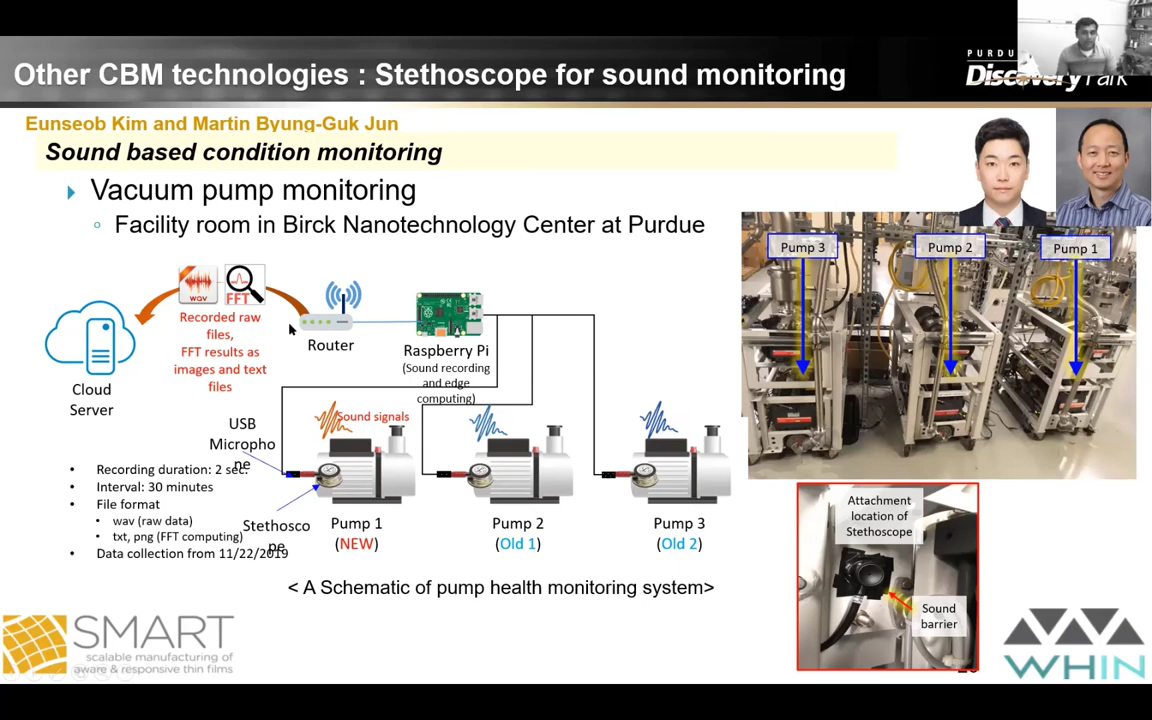 Other CBM technologies : Stethoscope for sound monitoring
PURDU
Discovery Park
Eunseob Kim and Martin Byung-Guk Jun
Sound based condition monitoring
Vacuum pump monitoring
Facility room in Birck Nanotechnology Center at Purdue
Pump 3
Pump 2
Pump 1
wav
FFT
Recorded raw
files,
FFT results as
images and text
files
Router
Raspberry Pi
(Sound recording
and edge
computing)
Cloud
Server
USB
Micropho
ne
Sound signals
Recording duration: 2 sec.
Interval: 30 minutes
File format
wav (raw data)
txt, png (FFT computing)
Data collection from 11/22/2019
Stethosco
pe
Pump 1
(NEW)
Pump 2
(Old 1)
Pump 3
(Old 2)
< A Schematic of pump health monitoring system>
Attachment
location of
Stethoscope
Sound
barrier
SMART
scalable manufacturing of
aware & responsive thin films
WHIN